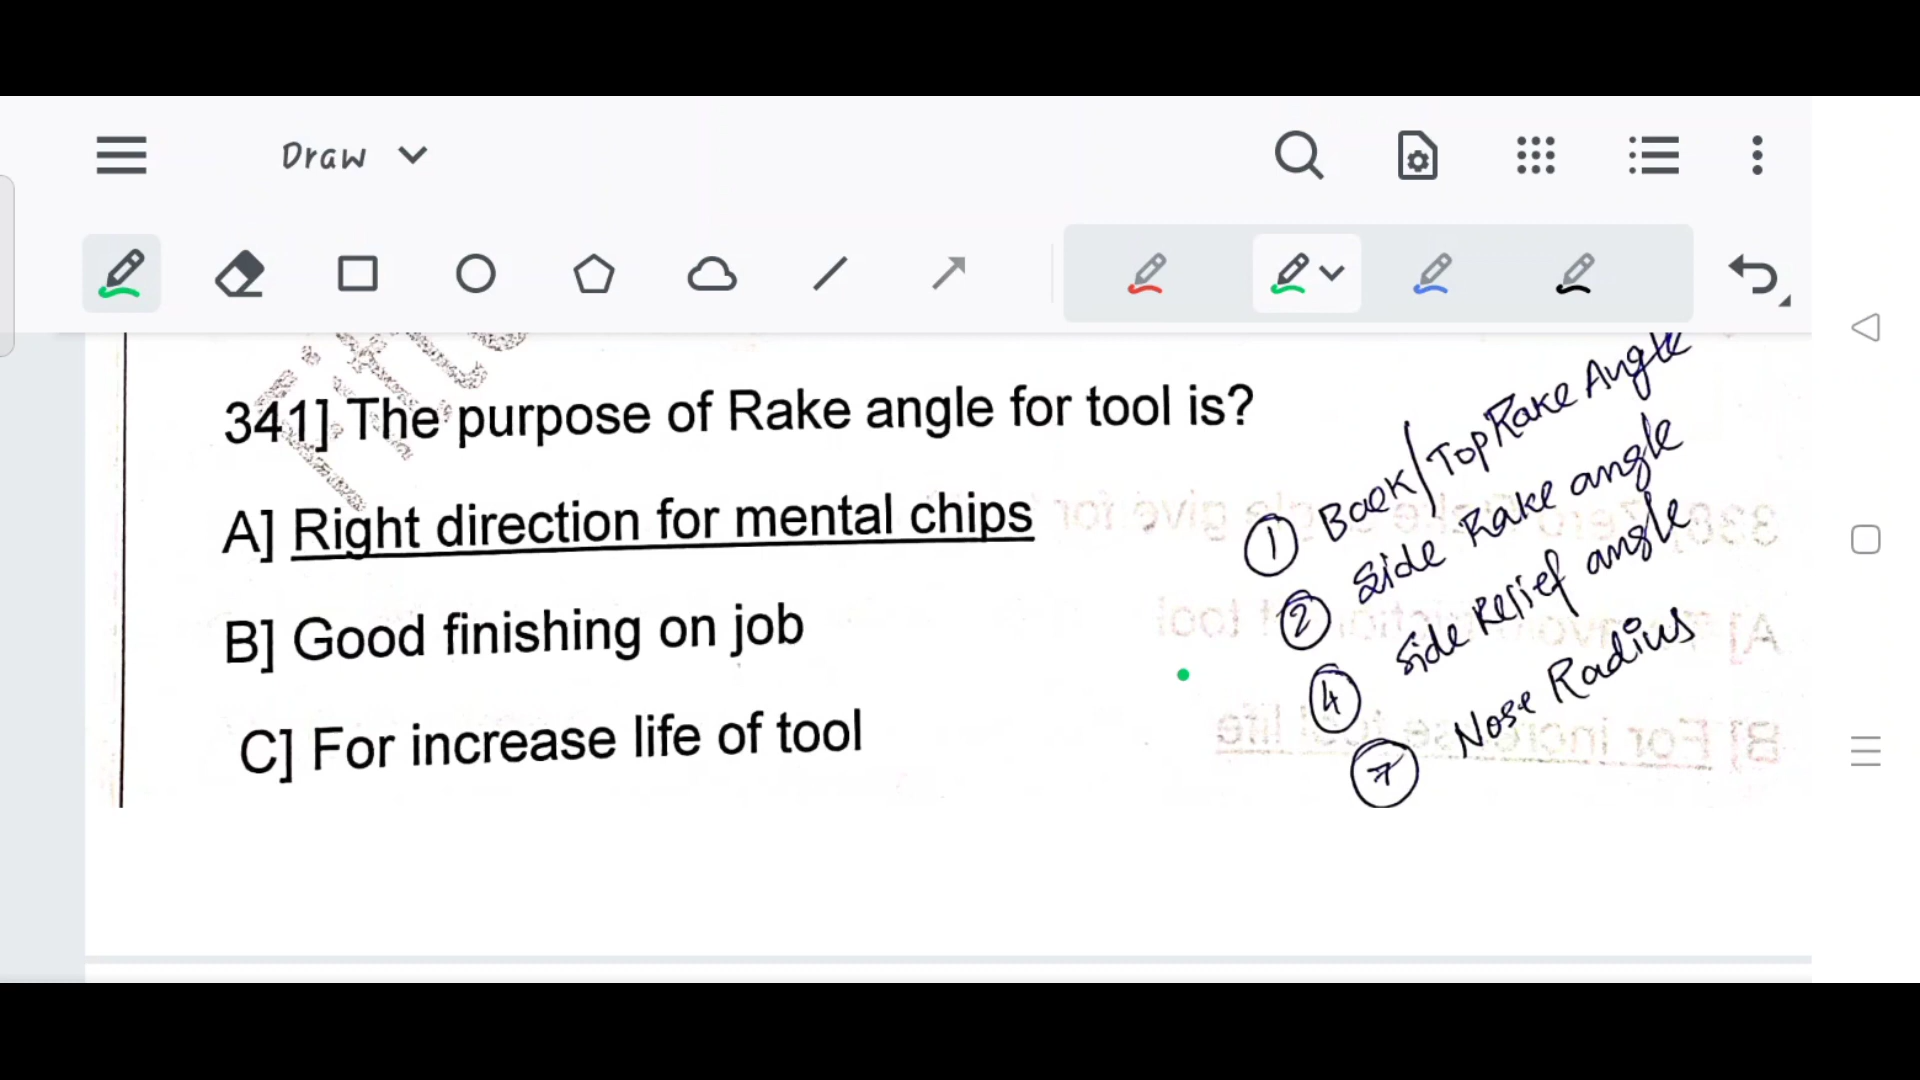 Draw
341] The purpose of Rake angle for tool is?
A] Right direction for mental chips
B] Good finishing on job
C] For increase life of tool
① Back/Top Rake Angle
② Side Rake angle
④ Side Relief angle
⑦ Nose Radius